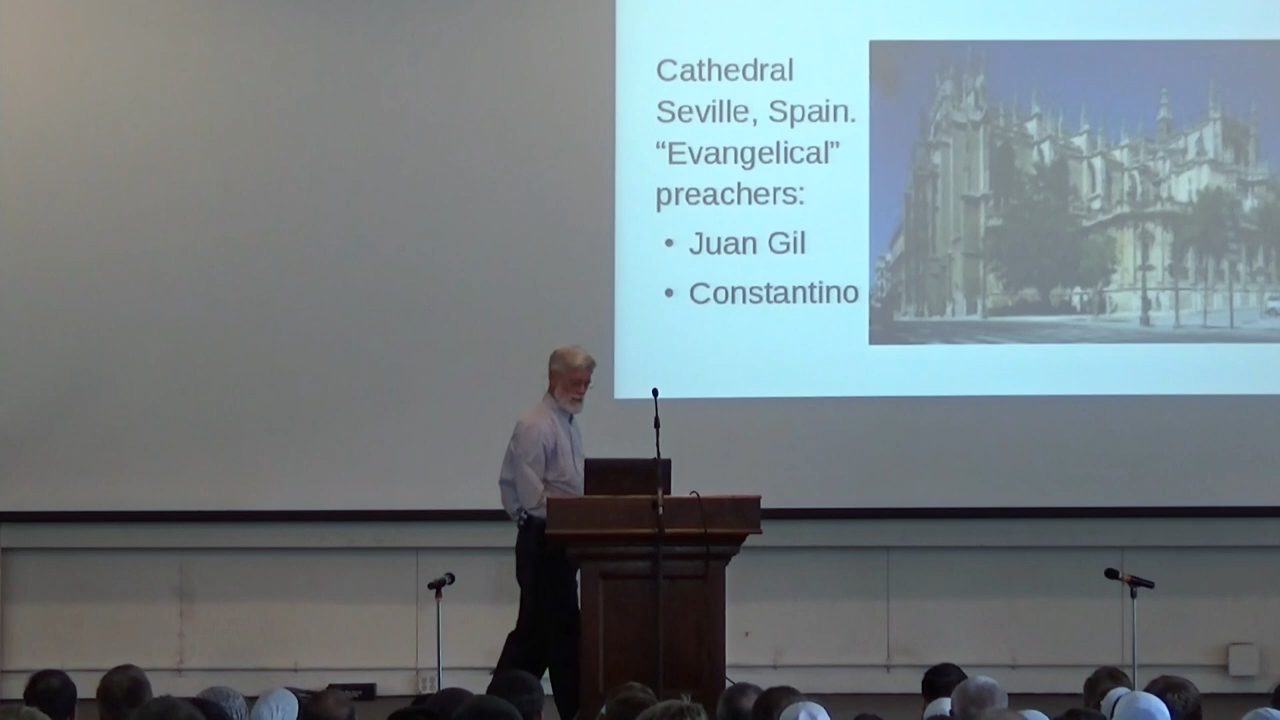 Cathedral
Seville, Spain.
“Evangelical”
preachers:
• Juan Gil
• Constantino